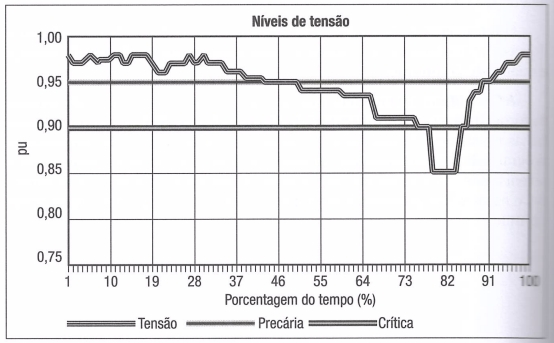 Níveis de tensão
1,00
0,95
0,90
0,85
0,80
0,75
pu
1 10 19 28 37 46 55 64 73 82 91 100
Porcentagem do tempo (%)
Tensão Precária Crítica